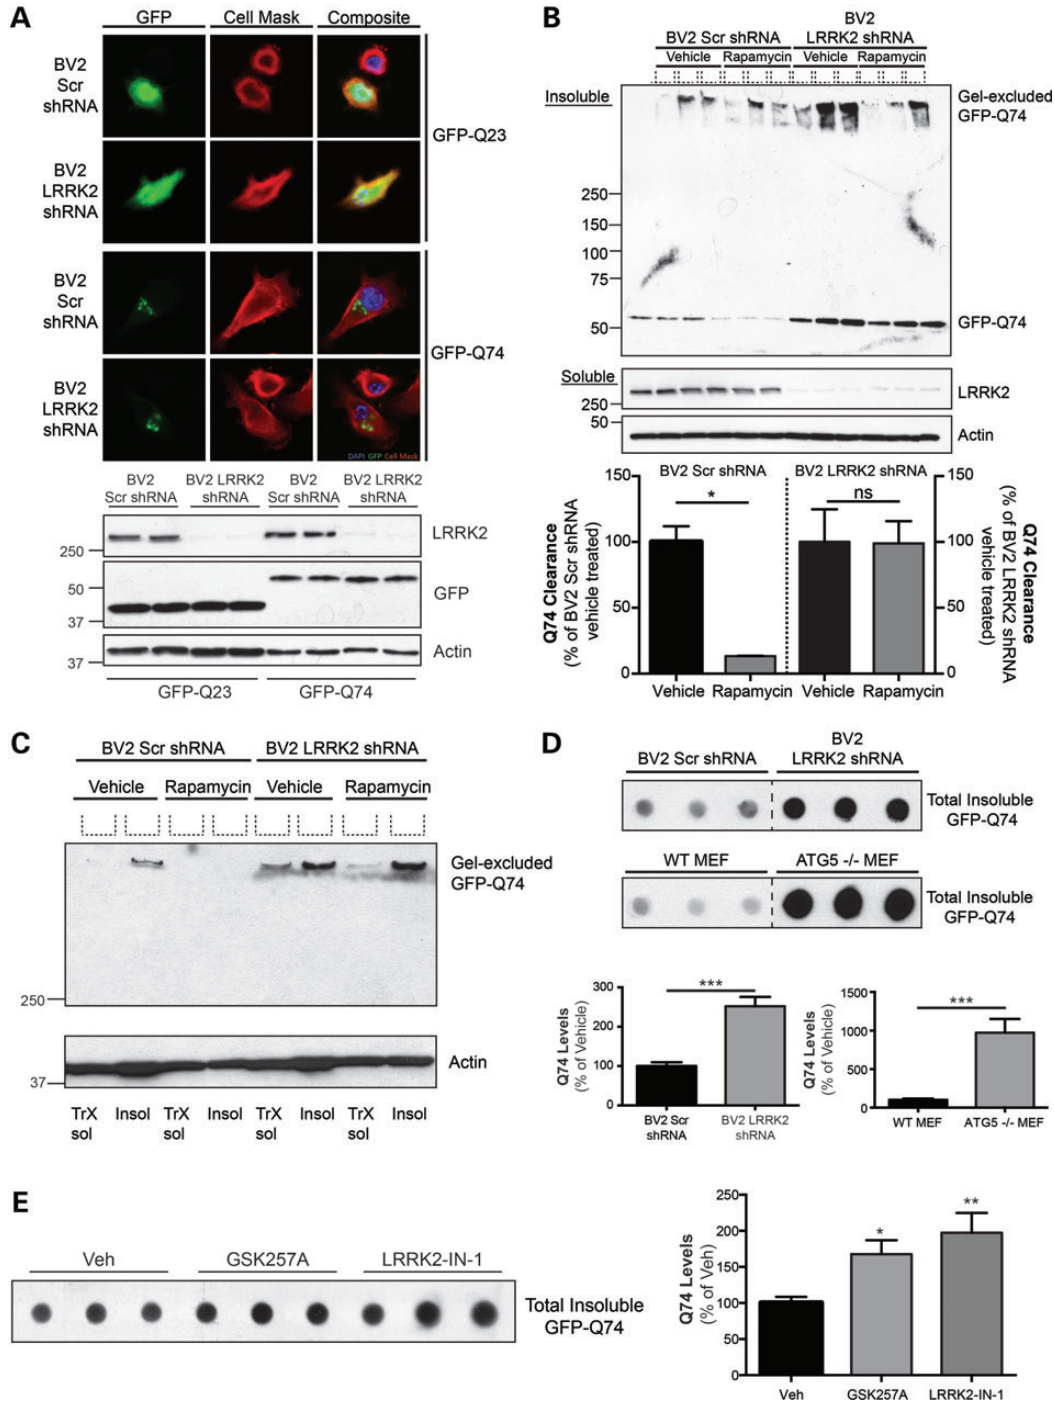 A
GFP Cell Mask Composite
BV2
Scr
shRNA
BV2
LRRK2
shRNA
GFP-Q23
BV2
Scr
shRNA
BV2
LRRK2
shRNA
GFP-Q74
DAPI GFP Cell Mask
BV2 BV2 LRRK2 BV2 BV2 LRRK2
Scr shRNA shRNA Scr shRNA shRNA
LRRK2
250
50
GFP
37
Actin
37
GFP-Q23 GFP-Q74
B
BV2
BV2 Scr shRNA LRRK2 shRNA
Vehicle Rapamycin Vehicle Rapamycin
Insoluble
Gel-excluded
GFP-Q74
250
150
100
75
50
GFP-Q74
Soluble
LRRK2
250
50
Actin
150
BV2 Scr shRNA BV2 LRRK2 shRNA
150
* ns
100
100
50
50
0
0
Q74 Clearance
(% of BV2 Scr shRNA
vehicle treated)
Q74 Clearance
(% of BV2 LRRK2 shRNA
vehicle treated)
Vehicle Rapamycin Vehicle Rapamycin
C
BV2 Scr shRNA BV2 LRRK2 shRNA
Vehicle Rapamycin Vehicle Rapamycin
Gel-excluded
GFP-Q74
250
Actin
37
TrX Insol TrX Insol TrX Insol TrX Insol
sol sol sol sol
D
BV2
BV2 Scr shRNA LRRK2 shRNA
Total Insoluble
GFP-Q74
WT MEF ATG5 -/- MEF
Total Insoluble
GFP-Q74
Q74 Levels
(% of Vehicle)
300
200
100
0
***
BV2 Scr BV2 LRRK2
shRNA shRNA
Q74 Levels
(% of Vehicle)
1500
1000
500
0
***
WT MEF ATG5 -/- MEF
E
Veh GSK257A LRRK2-IN-1
Total Insoluble
GFP-Q74
Q74 Levels
(% of Veh)
250
200
150
100
50
0
* **
Veh GSK257A LRRK2-IN-1